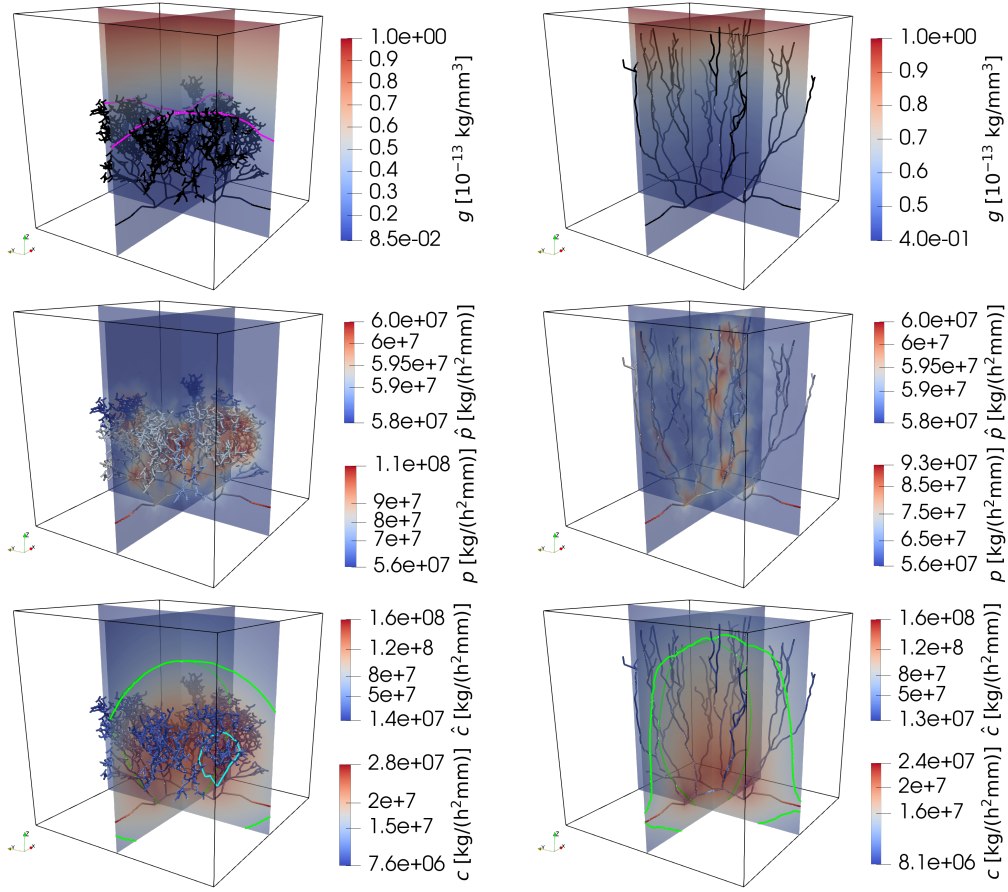 1.0e+00
0.9
0.8
0.7
0.6
0.5
0.4
0.3
0.2
8.5e-02
g [10⁻¹³ kg/mm³]
1.0e+00
0.9
0.8
0.7
0.6
0.5
4.0e-01
g [10⁻¹³ kg/mm³]
6.0e+07
6e+7
5.95e+7
5.9e+7
5.8e+07
p̂ [kg/(h²mm)]
1.1e+08
9e+7
8e+7
7e+7
5.6e+07
p [kg/(h²mm)]
6.0e+07
6e+7
5.95e+7
5.9e+7
5.8e+07
p̂ [kg/(h²mm)]
9.3e+07
8.5e+7
7.5e+7
6.5e+7
5.6e+07
p [kg/(h²mm)]
1.6e+08
1.2e+8
8e+7
5e+7
1.4e+07
ĉ [kg/(h²mm)]
2.8e+07
2e+7
1.5e+7
7.6e+06
c [kg/(h²mm)]
1.6e+08
1.2e+8
8e+7
5e+7
1.3e+07
ĉ [kg/(h²mm)]
2.4e+07
2e+7
1.6e+7
8.1e+06
c [kg/(h²mm)]